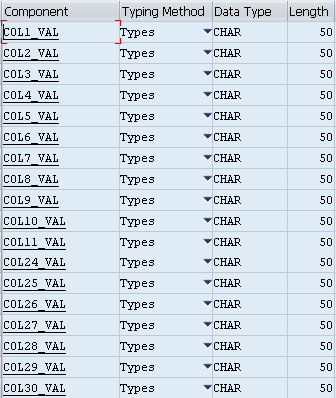 Component Typing Method Data Type Length
COL1_VAL Types CHAR 50
COL2_VAL Types CHAR 50
COL3_VAL Types CHAR 50
COL4_VAL Types CHAR 50
COL5_VAL Types CHAR 50
COL6_VAL Types CHAR 50
COL7_VAL Types CHAR 50
COL8_VAL Types CHAR 50
COL9_VAL Types CHAR 50
COL10_VAL Types CHAR 50
COL11_VAL Types CHAR 50
COL24_VAL Types CHAR 50
COL25_VAL Types CHAR 50
COL26_VAL Types CHAR 50
COL27_VAL Types CHAR 50
COL28_VAL Types CHAR 50
COL29_VAL Types CHAR 50
COL30_VAL Types CHAR 50